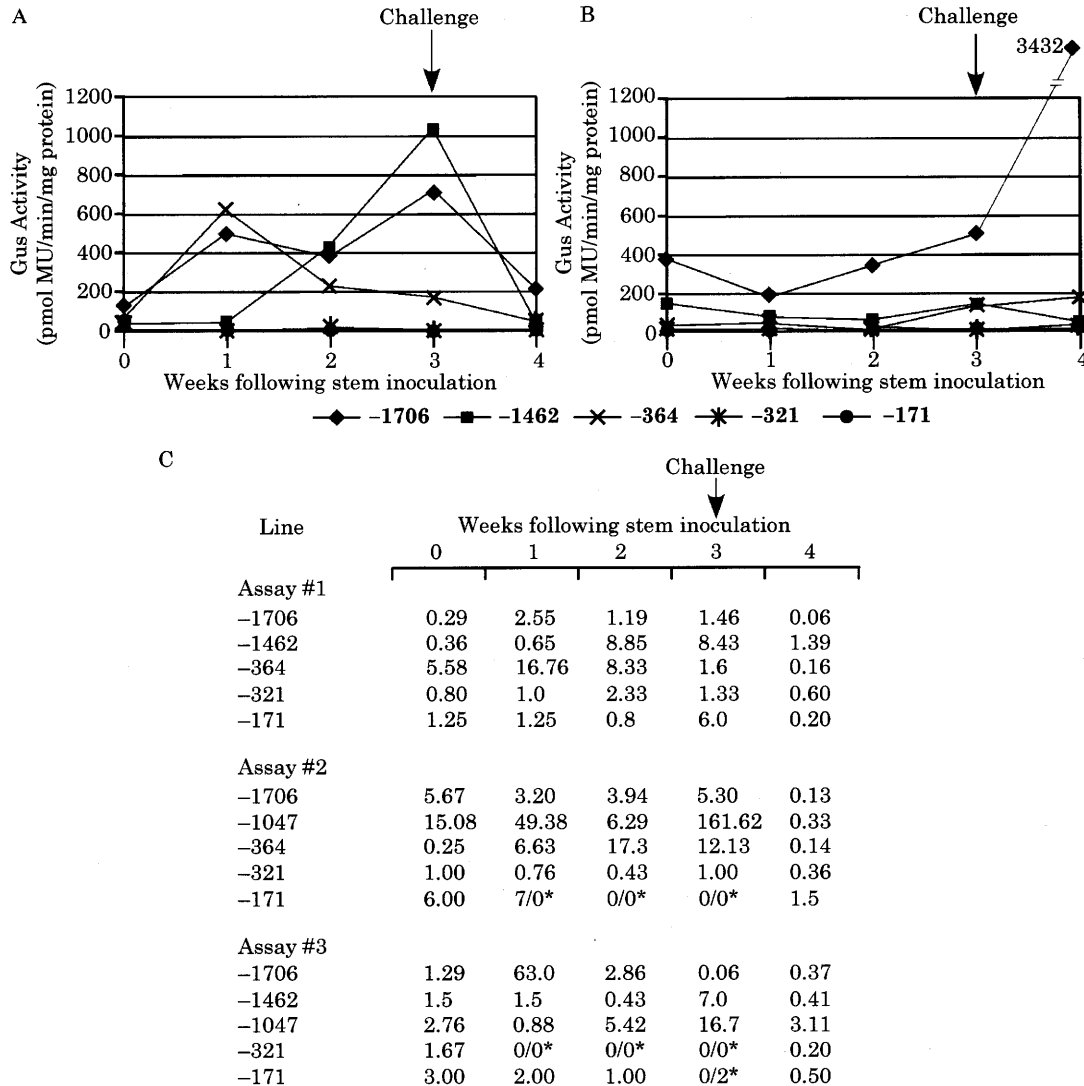 A
Challenge
Gus Activity
(pmol MU/min/mg protein)
1200
1000
800
600
400
200
0
0 1 2 3 4
Weeks following stem inoculation
B
Challenge
3432
Gus Activity
(pmol MU/min/mg protein)
1200
1000
800
600
400
200
0
0 1 2 3 4
Weeks following stem inoculation
–1706 –1462 –364 –321 –171
C
Challenge
Line Weeks following stem inoculation
0 1 2 3 4
Assay #1
–1706 0.29 2.55 1.19 1.46 0.06
–1462 0.36 0.65 8.85 8.43 1.39
–364 5.58 16.76 8.33 1.6 0.16
–321 0.80 1.0 2.33 1.33 0.60
–171 1.25 1.25 0.8 6.0 0.20
Assay #2
–1706 5.67 3.20 3.94 5.30 0.13
–1047 15.08 49.38 6.29 161.62 0.33
–364 0.25 6.63 17.3 12.13 0.14
–321 1.00 0.76 0.43 1.00 0.36
–171 6.00 7/0* 0/0* 0/0* 1.5
Assay #3
–1706 1.29 63.0 2.86 0.06 0.37
–1462 1.5 1.5 0.43 7.0 0.41
–1047 2.76 0.88 5.42 16.7 3.11
–321 1.67 0/0* 0/0* 0/0* 0.20
–171 3.00 2.00 1.00 0/2* 0.50